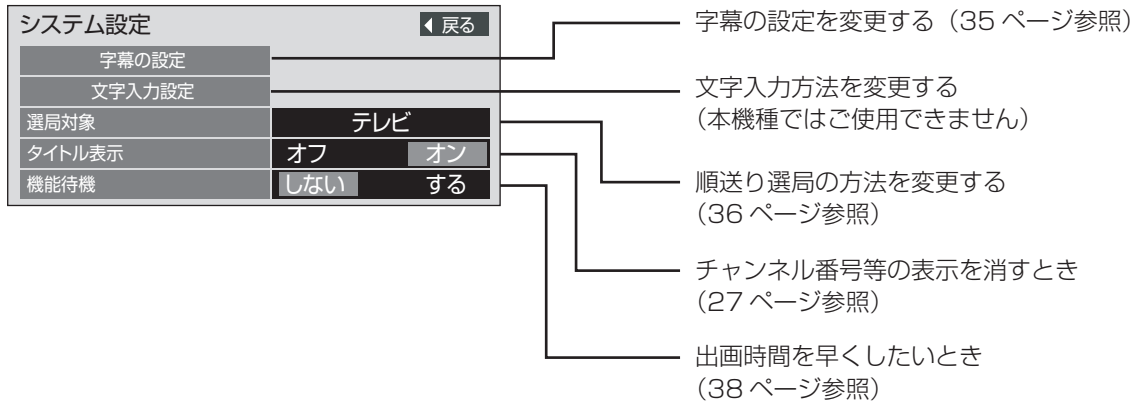 システム設定
◀ 戻る
字幕の設定
文字入力設定
選局対象 テレビ
タイトル表示 オフ オン
機能待機 しない する
字幕の設定を変更する（35 ページ参照）
文字入力方法を変更する
（本機種ではご使用できません）
順送り選局の方法を変更する
（36 ページ参照）
チャンネル番号等の表示を消すとき
（27 ページ参照）
出画時間を早くしたいとき
（38 ページ参照）